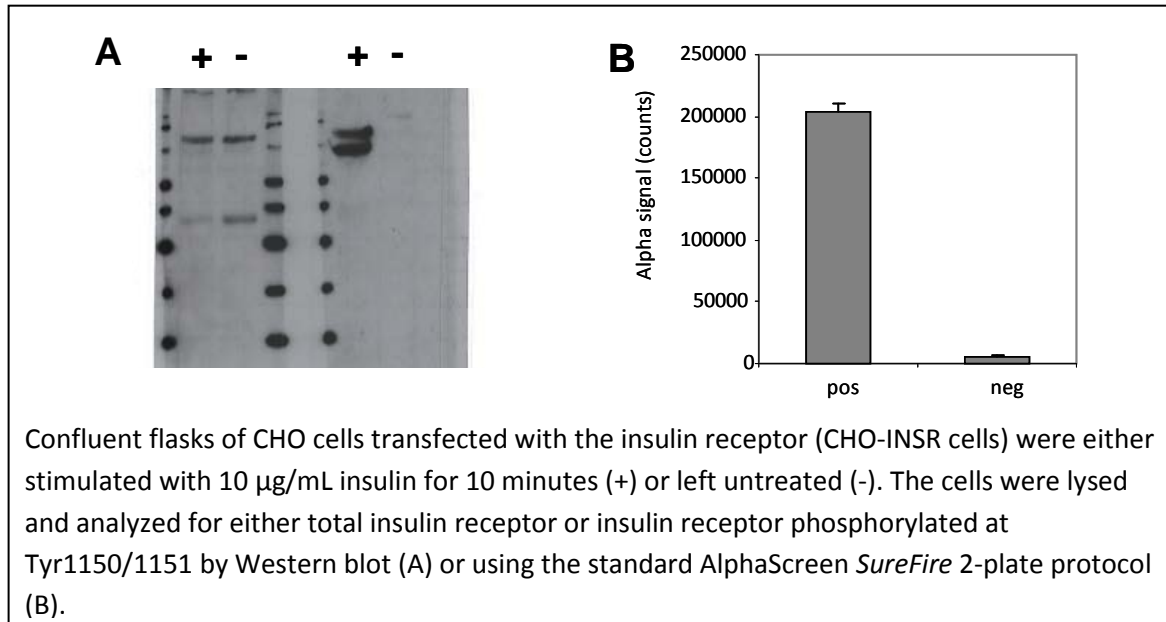 A
+ -
+ -
B
250000
200000
150000
100000
50000
0
Alpha signal (counts)
pos neg
Confluent flasks of CHO cells transfected with the insulin receptor (CHO-INSR cells) were either
stimulated with 10 µg/mL insulin for 10 minutes (+) or left untreated (-). The cells were lysed
and analyzed for either total insulin receptor or insulin receptor phosphorylated at
Tyr1150/1151 by Western blot (A) or using the standard AlphaScreen SureFire 2-plate protocol
(B).